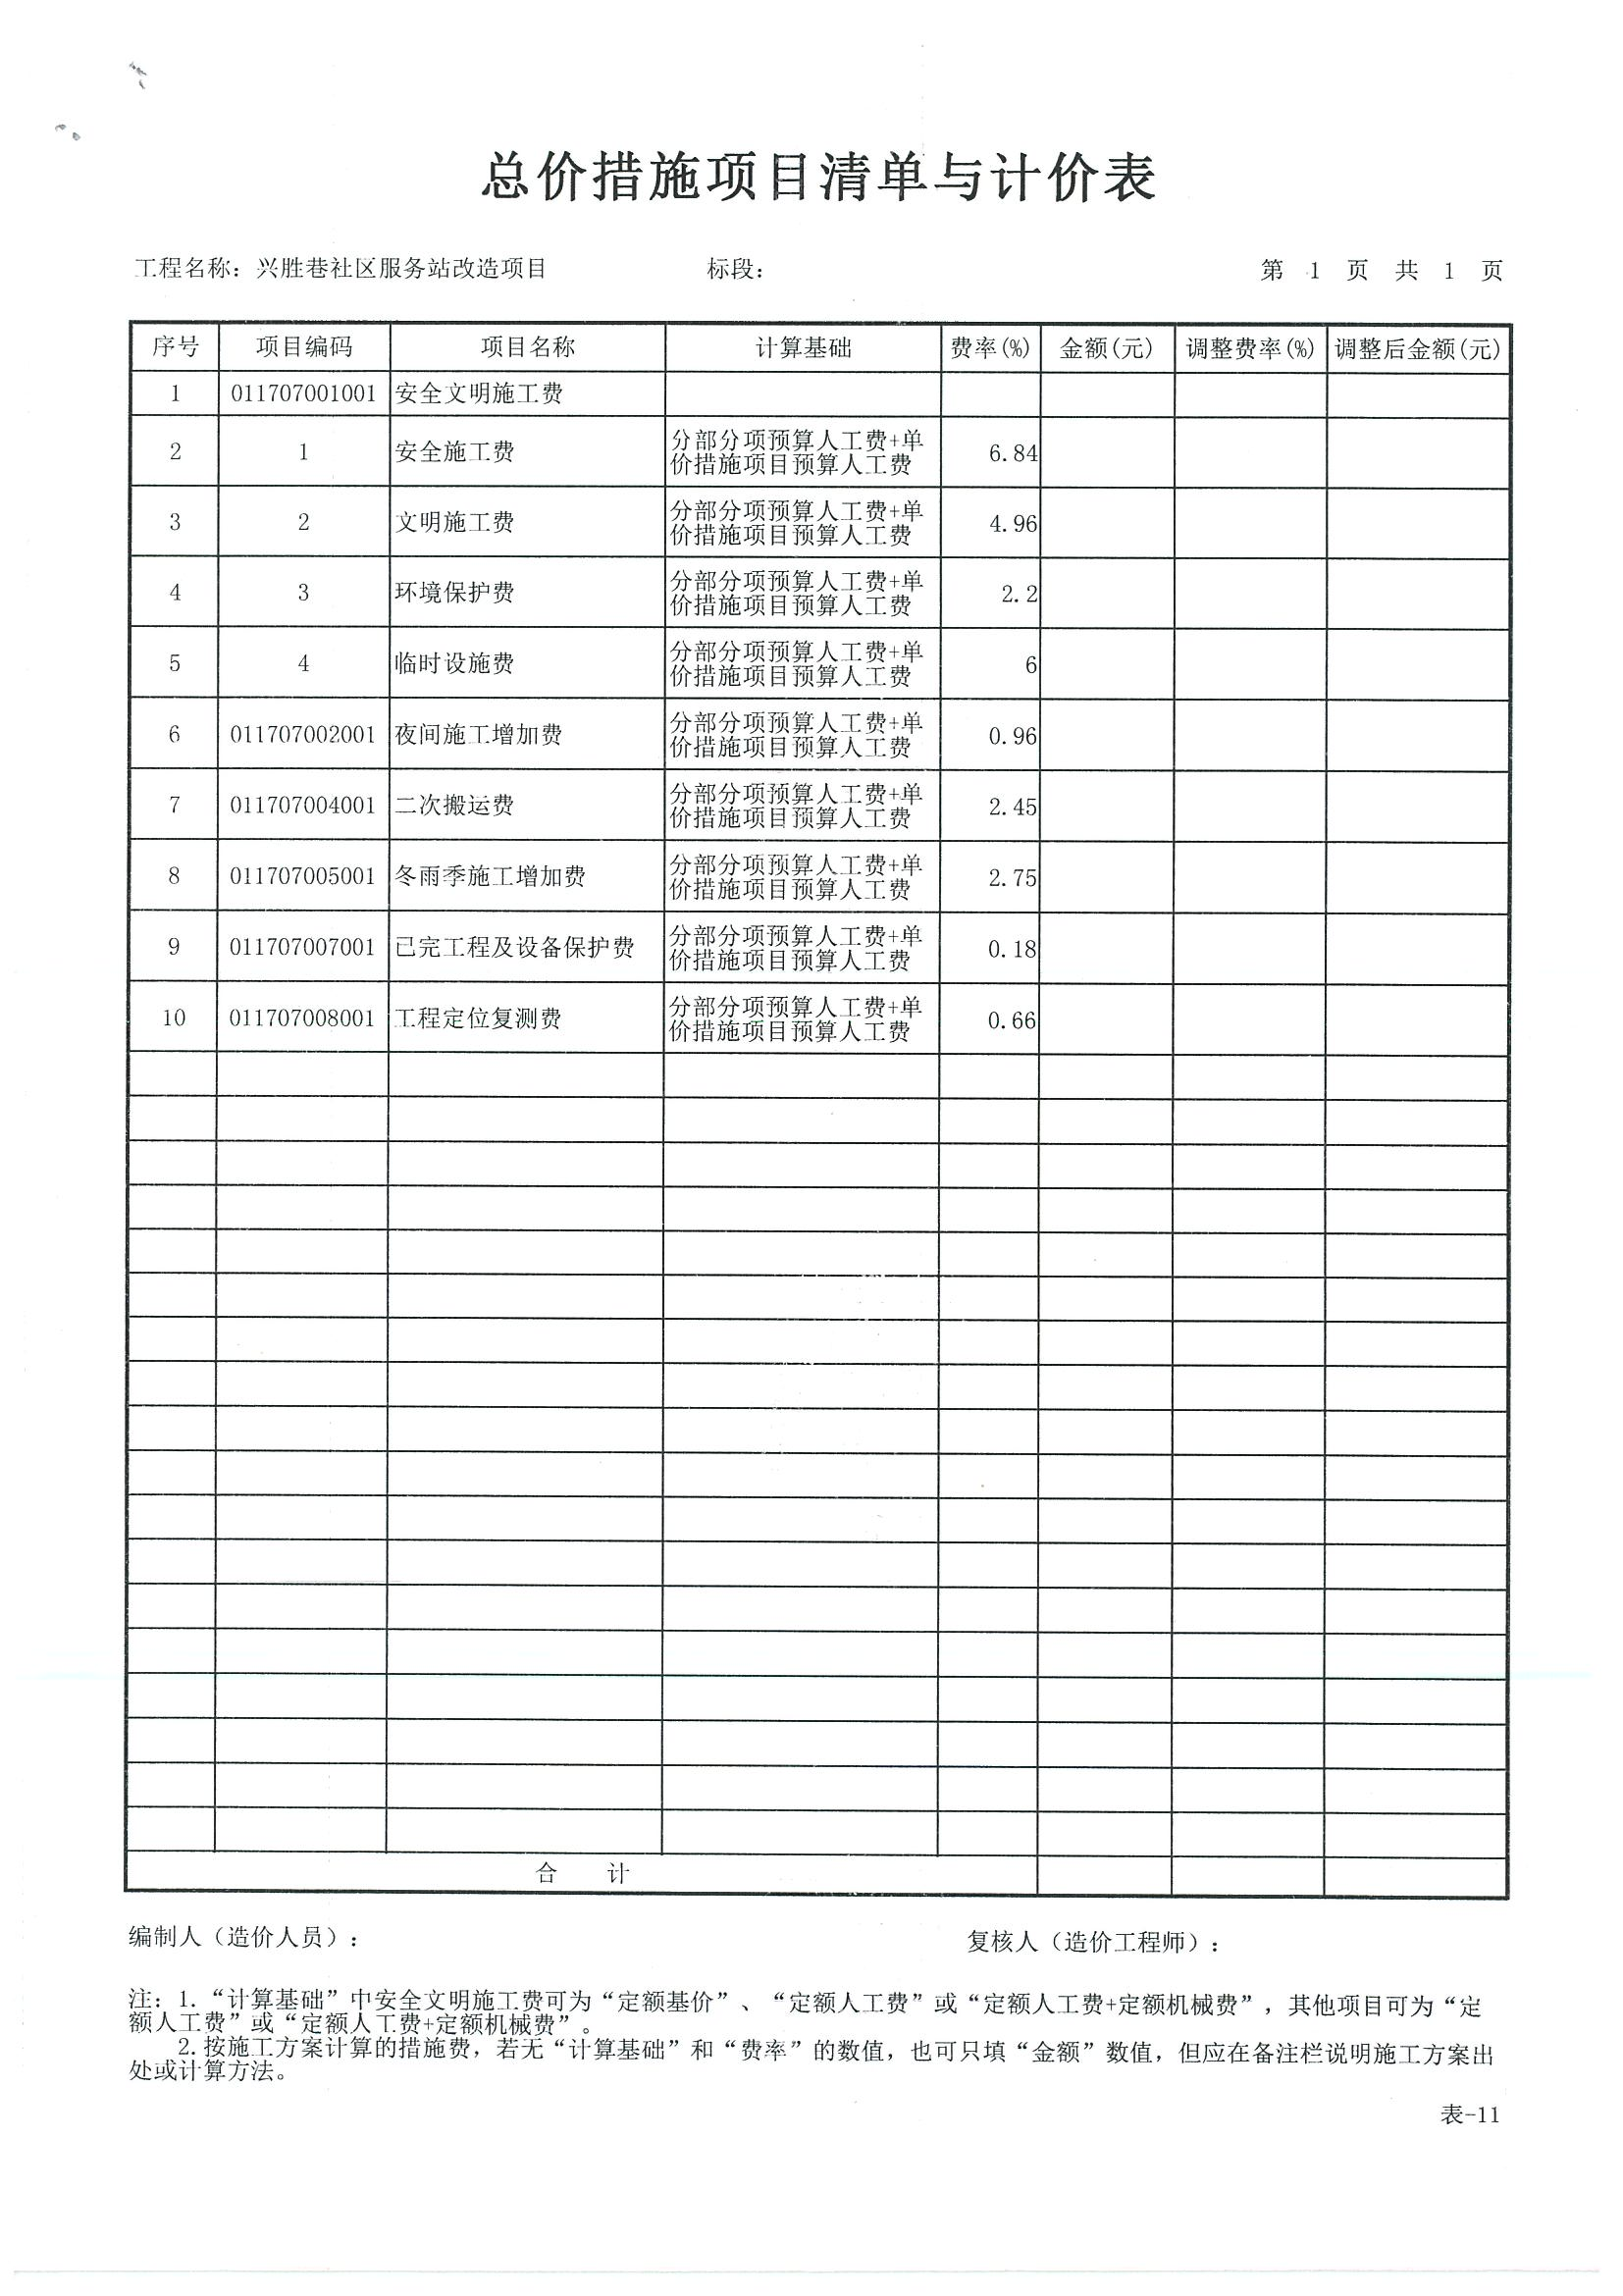 总价措施项目清单与计价表
工程名称：兴胜巷社区服务站改造项目 标段： 第 1 页 共 1 页
序号 项目编码 项目名称 计算基础 费率(%) 金额(元) 调整费率(%) 调整后金额(元)
1 011707001001 安全文明施工费
2 1 安全施工费 分部分项预算人工费+单
价措施项目预算人工费 6.84
3 2 文明施工费 分部分项预算人工费+单
价措施项目预算人工费 4.96
4 3 环境保护费 分部分项预算人工费+单
价措施项目预算人工费 2.2
5 4 临时设施费 分部分项预算人工费+单
价措施项目预算人工费 6
6 011707002001 夜间施工增加费 分部分项预算人工费+单
价措施项目预算人工费 0.96
7 011707004001 二次搬运费 分部分项预算人工费+单
价措施项目预算人工费 2.45
8 011707005001 冬雨季施工增加费 分部分项预算人工费+单
价措施项目预算人工费 2.75
9 011707007001 已完工程及设备保护费 分部分项预算人工费+单
价措施项目预算人工费 0.18
10 011707008001 工程定位复测费 分部分项预算人工费+单
价措施项目预算人工费 0.66
合 计
编制人（造价人员）： 复核人（造价工程师）：
注：1.“计算基础”中安全文明施工费可为“定额基价”、“定额人工费”或“定额人工费+定额机械费”，其他项目可为“定
额人工费”或“定额人工费+定额机械费”。
2.按施工方案计算的措施费，若无“计算基础”和“费率”的数值，也可只填“金额”数值，但应在备注栏说明施工方案出
处或计算方法。
表-11